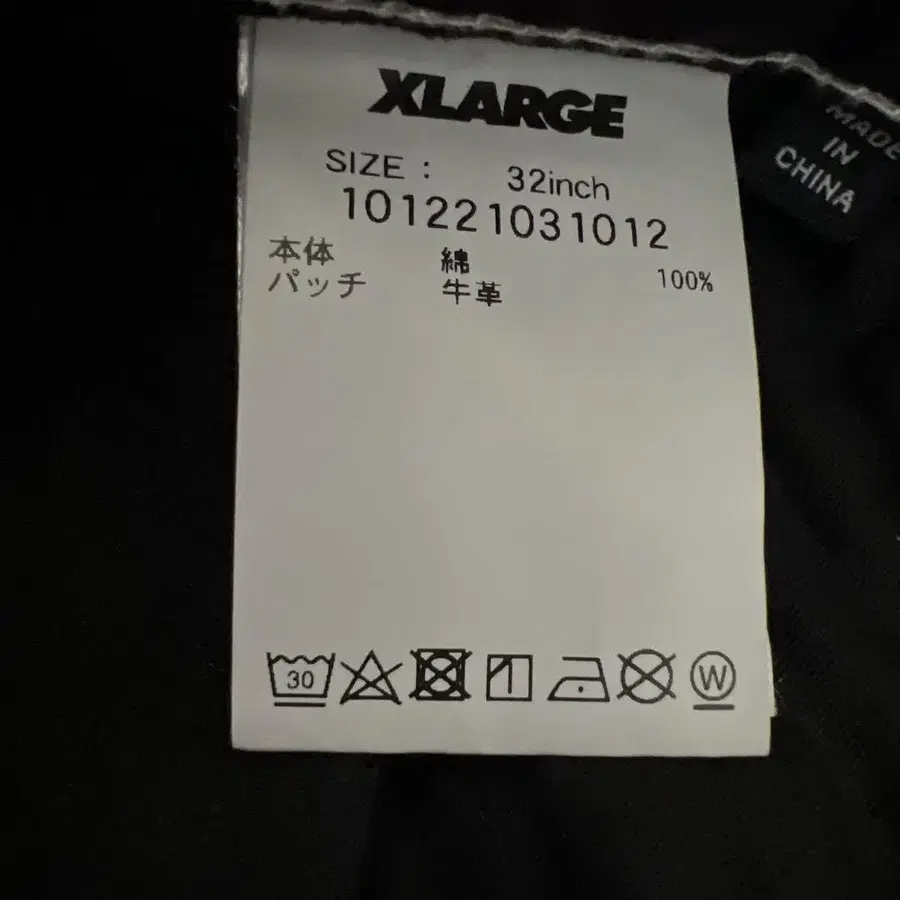 XLARGE
SIZE : 32inch
101221031012
本体 綿 100%
パッチ 牛革
30
W
MADE
IN
CHINA